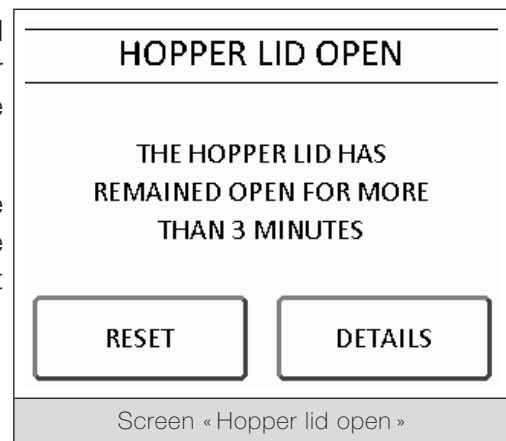 HOPPER LID OPEN
THE HOPPER LID HAS
REMAINED OPEN FOR MORE
THAN 3 MINUTES
RESET
DETAILS
Screen «Hopper lid open»